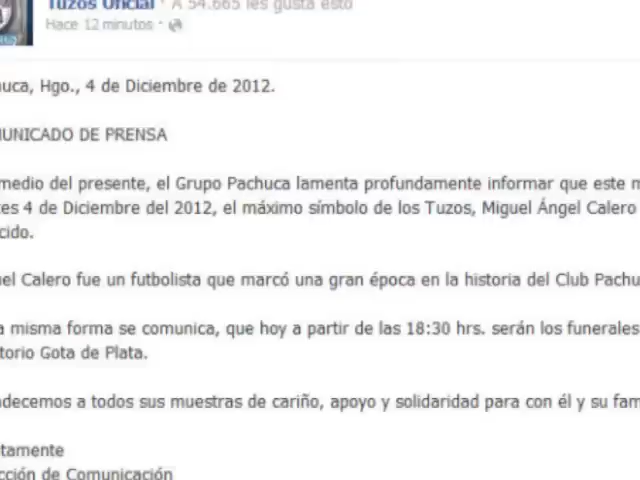 Tuzos Oficial · A 54.665 les gusta esto
Hace 12 minutos ·
uca, Hgo., 4 de Diciembre de 2012.
UNICADO DE PRENSA
medio del presente, el Grupo Pachuca lamenta profundamente informar que este m
es 4 de Diciembre del 2012, el máximo símbolo de los Tuzos, Miguel Ángel Calero
cido.
el Calero fue un futbolista que marcó una gran época en la historia del Club Pachu
a misma forma se comunica, que hoy a partir de las 18:30 hrs. serán los funerales
torio Gota de Plata.
adecemos a todos sus muestras de cariño, apoyo y solidaridad para con él y su fam
tamente
cción de Comunicación